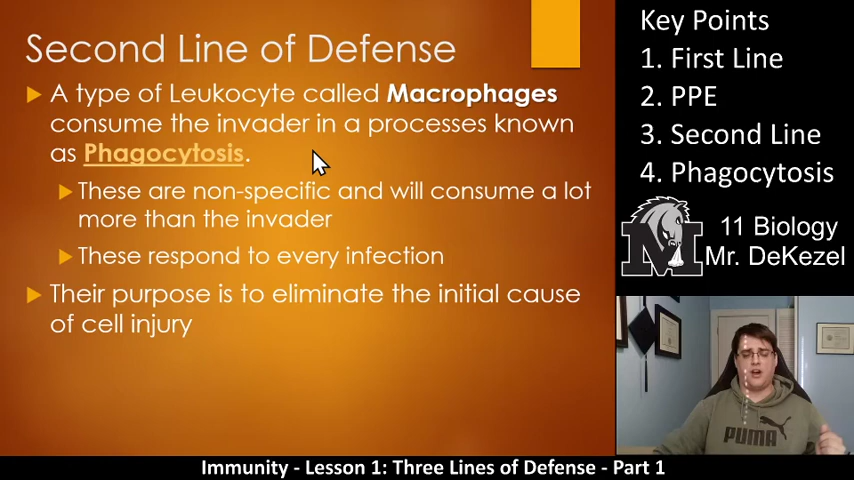 Second Line of Defense
A type of Leukocyte called Macrophages
consume the invader in a processes known
as Phagocytosis.
These are non-specific and will consume a lot
more than the invader
These respond to every infection
Their purpose is to eliminate the initial cause
of cell injury
Key Points
1. First Line
2. PPE
3. Second Line
4. Phagocytosis
M
11 Biology
Mr. DeKezel
PUMA
Immunity - Lesson 1: Three Lines of Defense - Part 1